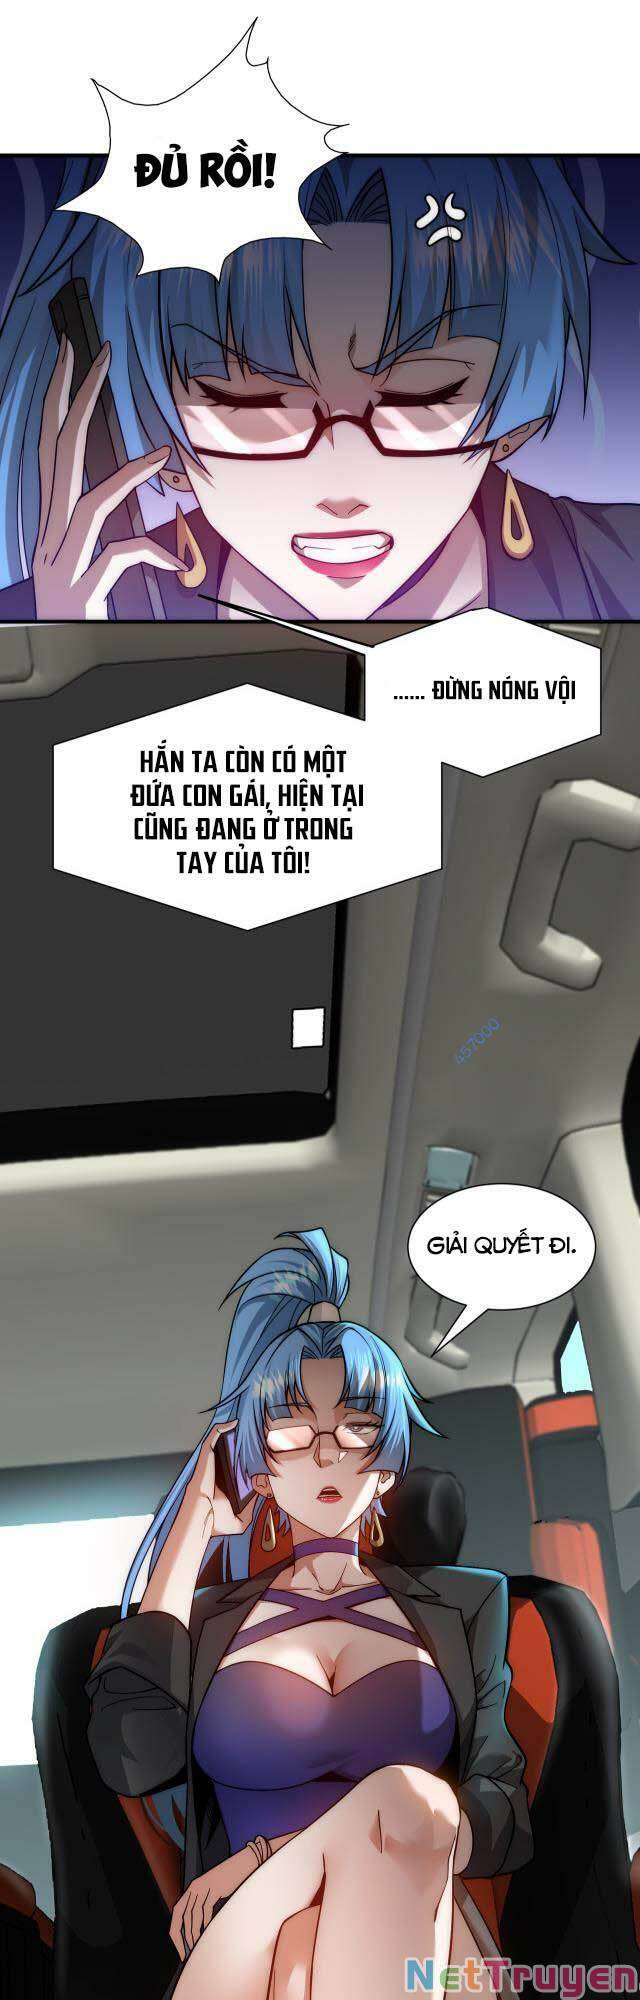 ĐỦ RỒI!
...... ĐỪNG NÓNG VỘI
HẮN TA CÒN CÓ MỘT
ĐỨA CON GÁI, HIỆN TẠI
CŨNG ĐANG Ở TRONG
TAY CỦA TÔI!
457000
GIẢI QUYẾT ĐI.
NetTruyen